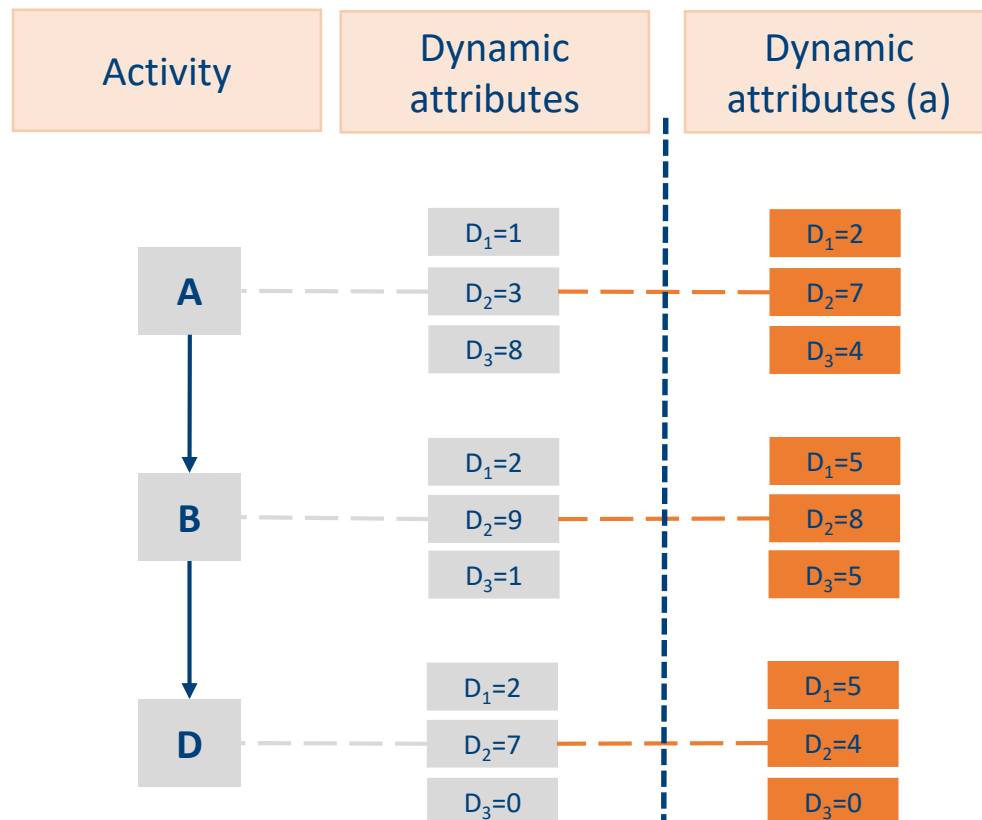 Activity
Dynamic
attributes
Dynamic
attributes (a)
A
D₁=1
D₂=3
D₃=8
D₁=2
D₂=7
D₃=4
B
D₁=2
D₂=9
D₃=1
D₁=5
D₂=8
D₃=5
D
D₁=2
D₂=7
D₃=0
D₁=5
D₂=4
D₃=0